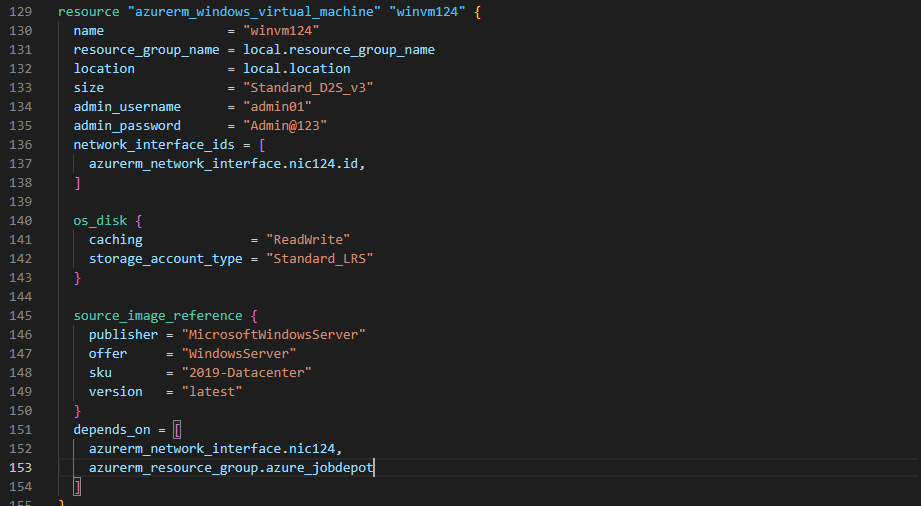 129 resource "azurerm_windows_virtual_machine" "winvm124" {
130 name = "winvm124"
131 resource_group_name = local.resource_group_name
132 location = local.location
133 size = "Standard_D2S_v3"
134 admin_username = "admin01"
135 admin_password = "Admin@123"
136 network_interface_ids = [
137 azurerm_network_interface.nic124.id,
138 ]
139
140 os_disk {
141 caching = "ReadWrite"
142 storage_account_type = "Standard_LRS"
143 }
144
145 source_image_reference {
146 publisher = "MicrosoftWindowsServer"
147 offer = "WindowsServer"
148 sku = "2019-Datacenter"
149 version = "latest"
150 }
151 depends_on = [
152 azurerm_network_interface.nic124,
153 azurerm_resource_group.azure_jobdepot
154 ]
155 }